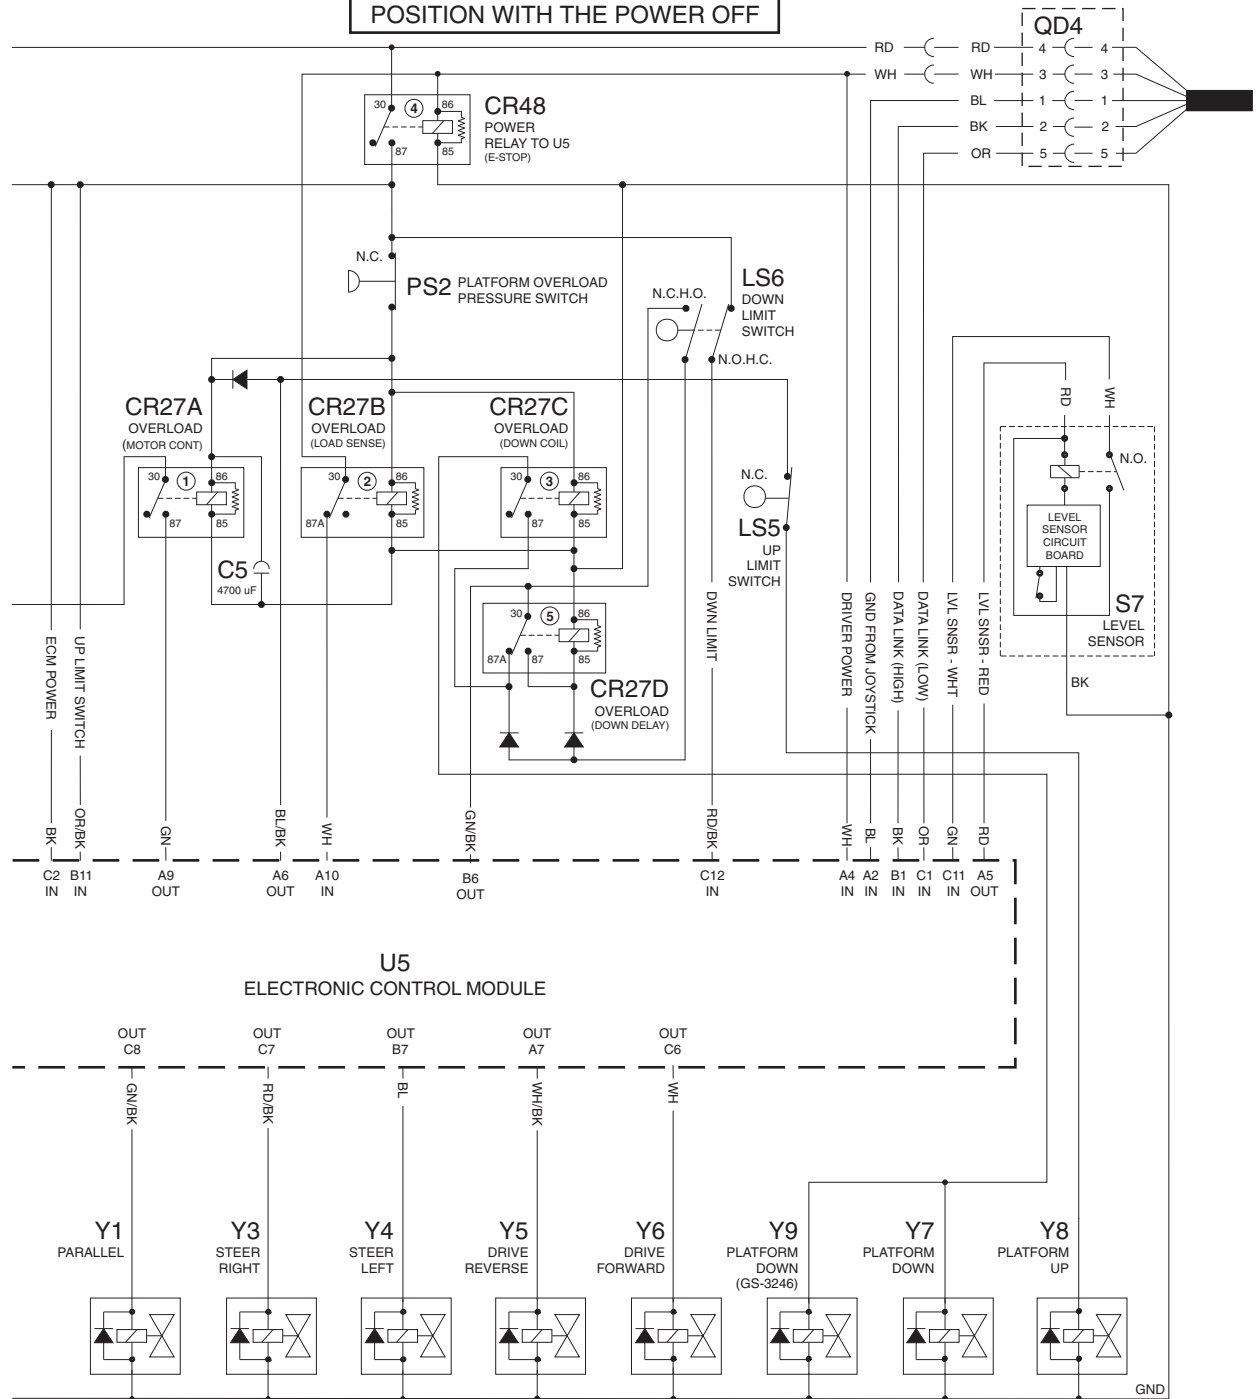 POSITION WITH THE POWER OFF
QD4
RD RD 4 4
WH WH 3 3
BL 1 1
BK 2 2
OR 5 5
30 4 86
87 85
CR48
POWER
RELAY TO U5
(E-STOP)
N.C.
PS2 PLATFORM OVERLOAD
PRESSURE SWITCH
N.C.H.O.
N.O.H.C.
LS6
DOWN
LIMIT
SWITCH
CR27A
OVERLOAD
(MOTOR CONT)
30 1 86
87 85
CR27B
OVERLOAD
(LOAD SENSE)
30 2 86
87A 85
CR27C
OVERLOAD
(DOWN COIL)
30 3 86
87 85
C5
4700 uF
N.C.
LS5
UP
LIMIT
SWITCH
30 5 86
87A 87 85
CR27D
OVERLOAD
(DOWN DELAY)
RD
WH
N.O.
LEVEL
SENSOR
CIRCUIT
BOARD
S7
LEVEL
SENSOR
BK
ECM POWER
UP LIMIT SWITCH
DWN LIMIT
DRIVER POWER
GND FROM JOYSTICK
DATA LINK (HIGH)
DATA LINK (LOW)
LVL SNSR - WHT
LVL SNSR - RED
BK
OR/BK
GN
BL/BK
WH
GN/BK
RD/BK
WH
BL
BK
OR
GN
RD
C2 B11 A9 A6 A10 B6 C12 A4 A2 B1 C1 C11 A5
IN IN OUT OUT IN OUT IN IN IN IN IN IN OUT
U5
ELECTRONIC CONTROL MODULE
OUT OUT OUT OUT OUT
C8 C7 B7 A7 C6
GN/BK
RD/BK
BL
WH/BK
WH
Y1
PARALLEL
Y3
STEER
RIGHT
Y4
STEER
LEFT
Y5
DRIVE
REVERSE
Y6
DRIVE
FORWARD
Y9
PLATFORM
DOWN
(GS-3246)
Y7
PLATFORM
DOWN
Y8
PLATFORM
UP
GND